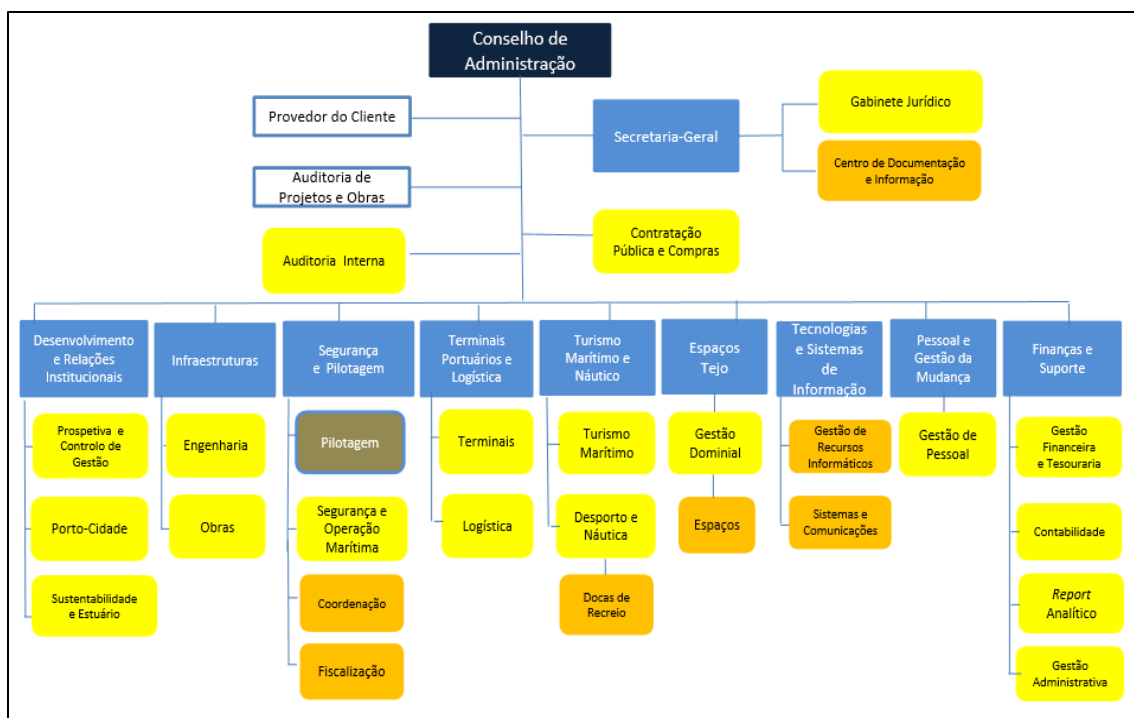 Conselho de
Administração
Provedor do Cliente
Secretaria-Geral
Gabinete Jurídico
Centro de Documentação
e Informação
Auditoria de
Projetos e Obras
Auditoria Interna
Contratação
Pública e Compras
Desenvolvimento
e Relações
Institucionais
Infraestruturas
Segurança
e Pilotagem
Terminais
Portuários e
Logística
Turismo
Marítimo e
Náutico
Espaços
Tejo
Tecnologias
e Sistemas
de
Informação
Pessoal e
Gestão da
Mudança
Finanças e
Suporte
Prospetiva e
Controlo de
Gestão
Engenharia
Pilotagem
Terminais
Turismo
Marítimo
Gestão
Dominial
Gestão de
Recursos
Informáticos
Gestão de
Pessoal
Gestão
Financeira
e Tesouraria
Porto-Cidade
Obras
Segurança e
Operação
Marítima
Logística
Desporto e
Náutica
Espaços
Sistemas e
Comunicações
Contabilidade
Sustentabilidade
e Estuário
Coordenação
Docas de
Recreio
Report
Analítico
Fiscalização
Gestão
Administrativa